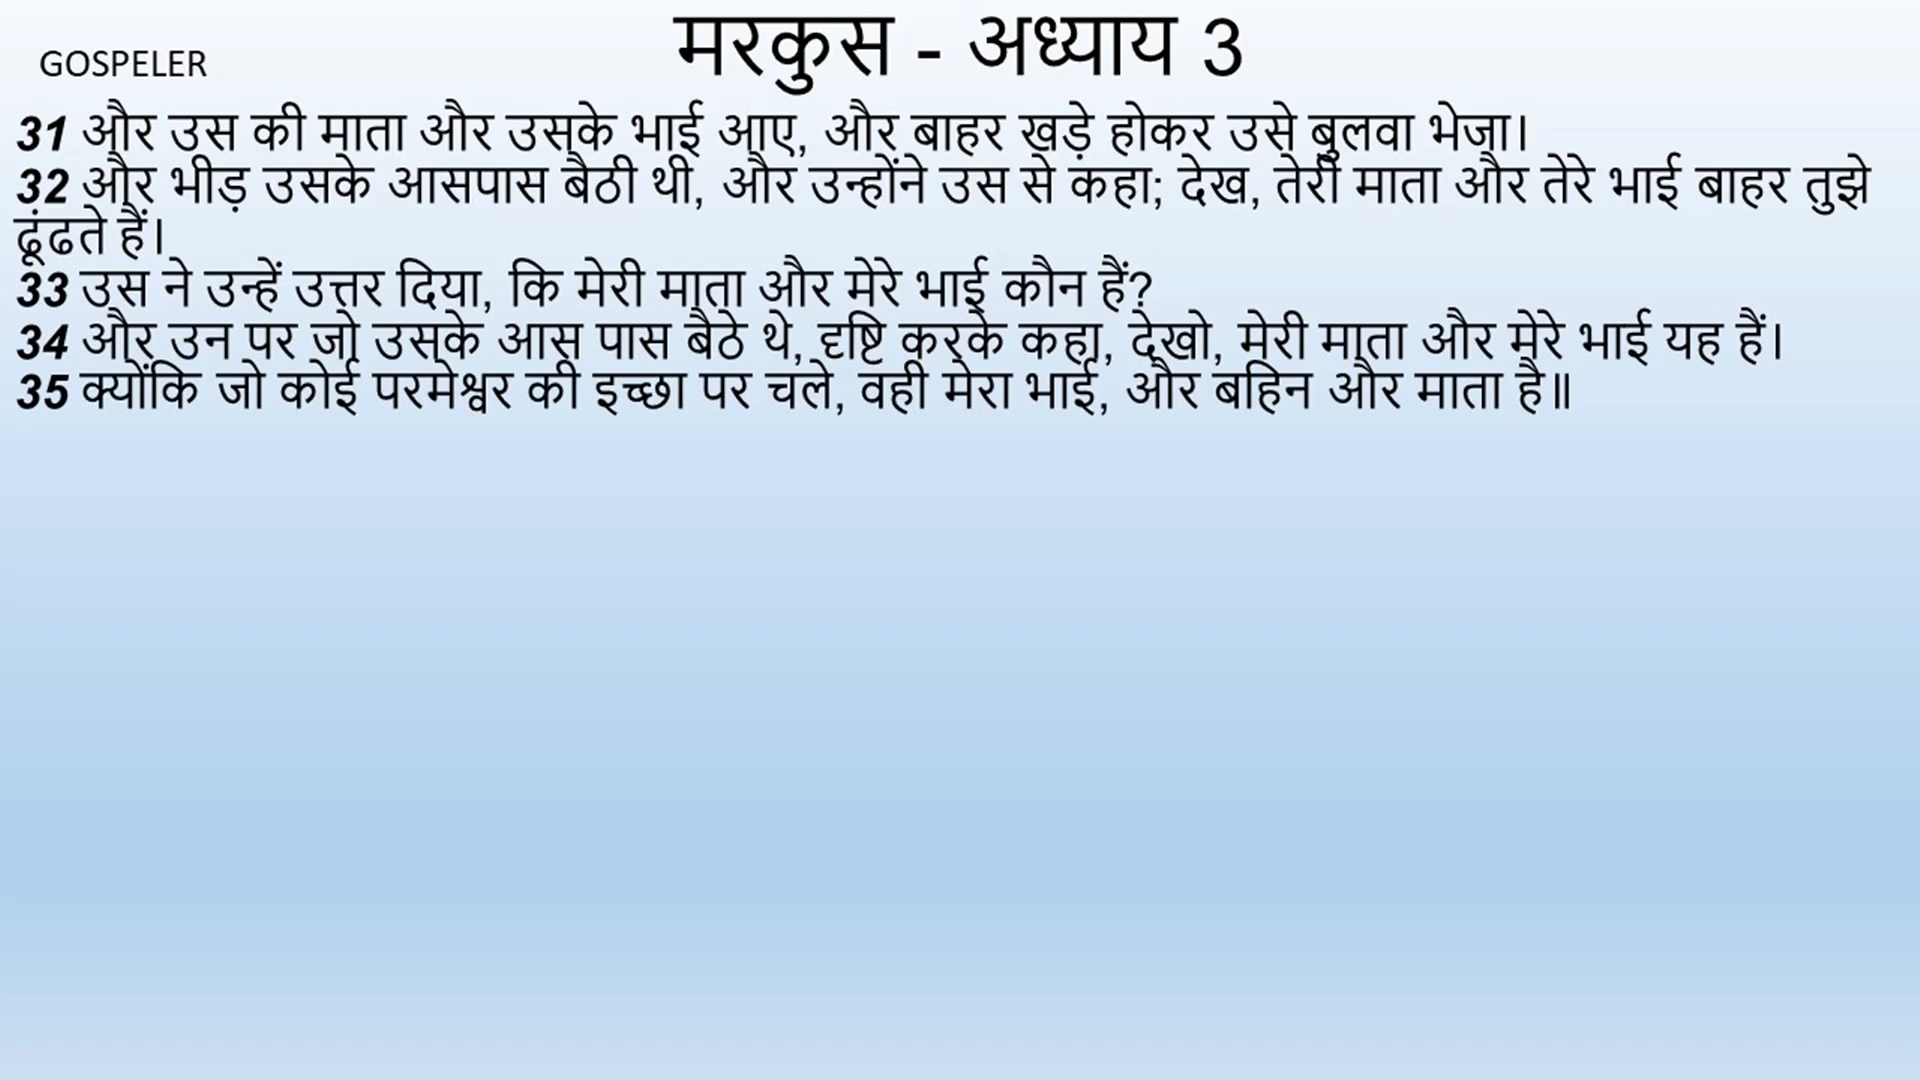 GOSPELER
मरकुस - अध्याय 3
31 और उस की माता और उसके भाई आए, और बाहर खड़े होकर उसे बुलवा भेजा।
32 और भीड़ उसके आसपास बैठी थी, और उन्होंने उस से कहा; देख, तेरी माता और तेरे भाई बाहर तुझे
ढूंढते हैं।
33 उस ने उन्हें उत्तर दिया, कि मेरी माता और मेरे भाई कौन हैं?
34 और उन पर जो उसके आस पास बैठे थे, दृष्टि करके कहा, देखो, मेरी माता और मेरे भाई यह हैं।
35 क्योंकि जो कोई परमेश्वर की इच्छा पर चले, वही मेरा भाई, और बहिन और माता है॥